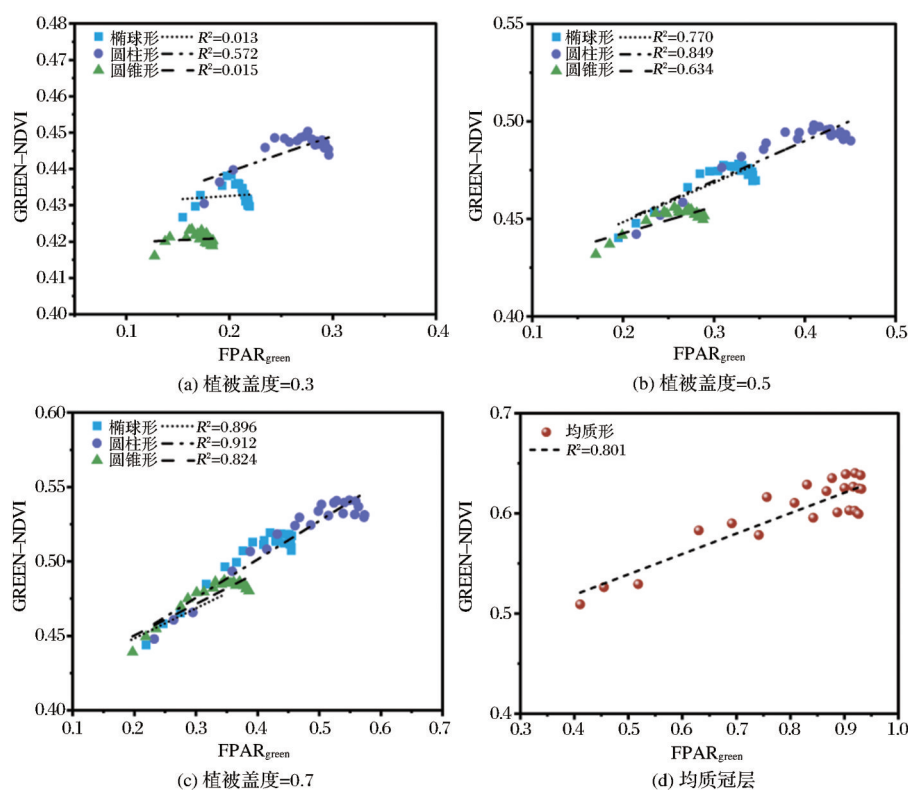 0.48
0.47
0.46
0.45
0.44
0.43
0.42
0.41
0.40
GREEN–NDVI
椭球形 R²=0.013
圆柱形 R²=0.572
圆锥形 R²=0.015
0.1 0.2 0.3 0.4
FPARgreen
(a) 植被盖度=0.3
0.55
0.50
0.45
0.40
GREEN–NDVI
椭球形 R²=0.770
圆柱形 R²=0.849
圆锥形 R²=0.634
0.1 0.2 0.3 0.4 0.5
FPARgreen
(b) 植被盖度=0.5
0.60
0.55
0.50
0.45
0.40
GREEN–NDVI
椭球形 R²=0.896
圆柱形 R²=0.912
圆锥形 R²=0.824
0.1 0.2 0.3 0.4 0.5 0.6 0.7
FPARgreen
(c) 植被盖度=0.7
0.7
0.6
0.5
0.4
GREEN–NDVI
均质形
R²=0.801
0.3 0.4 0.5 0.6 0.7 0.8 0.9 1.0
FPARgreen
(d) 均质冠层